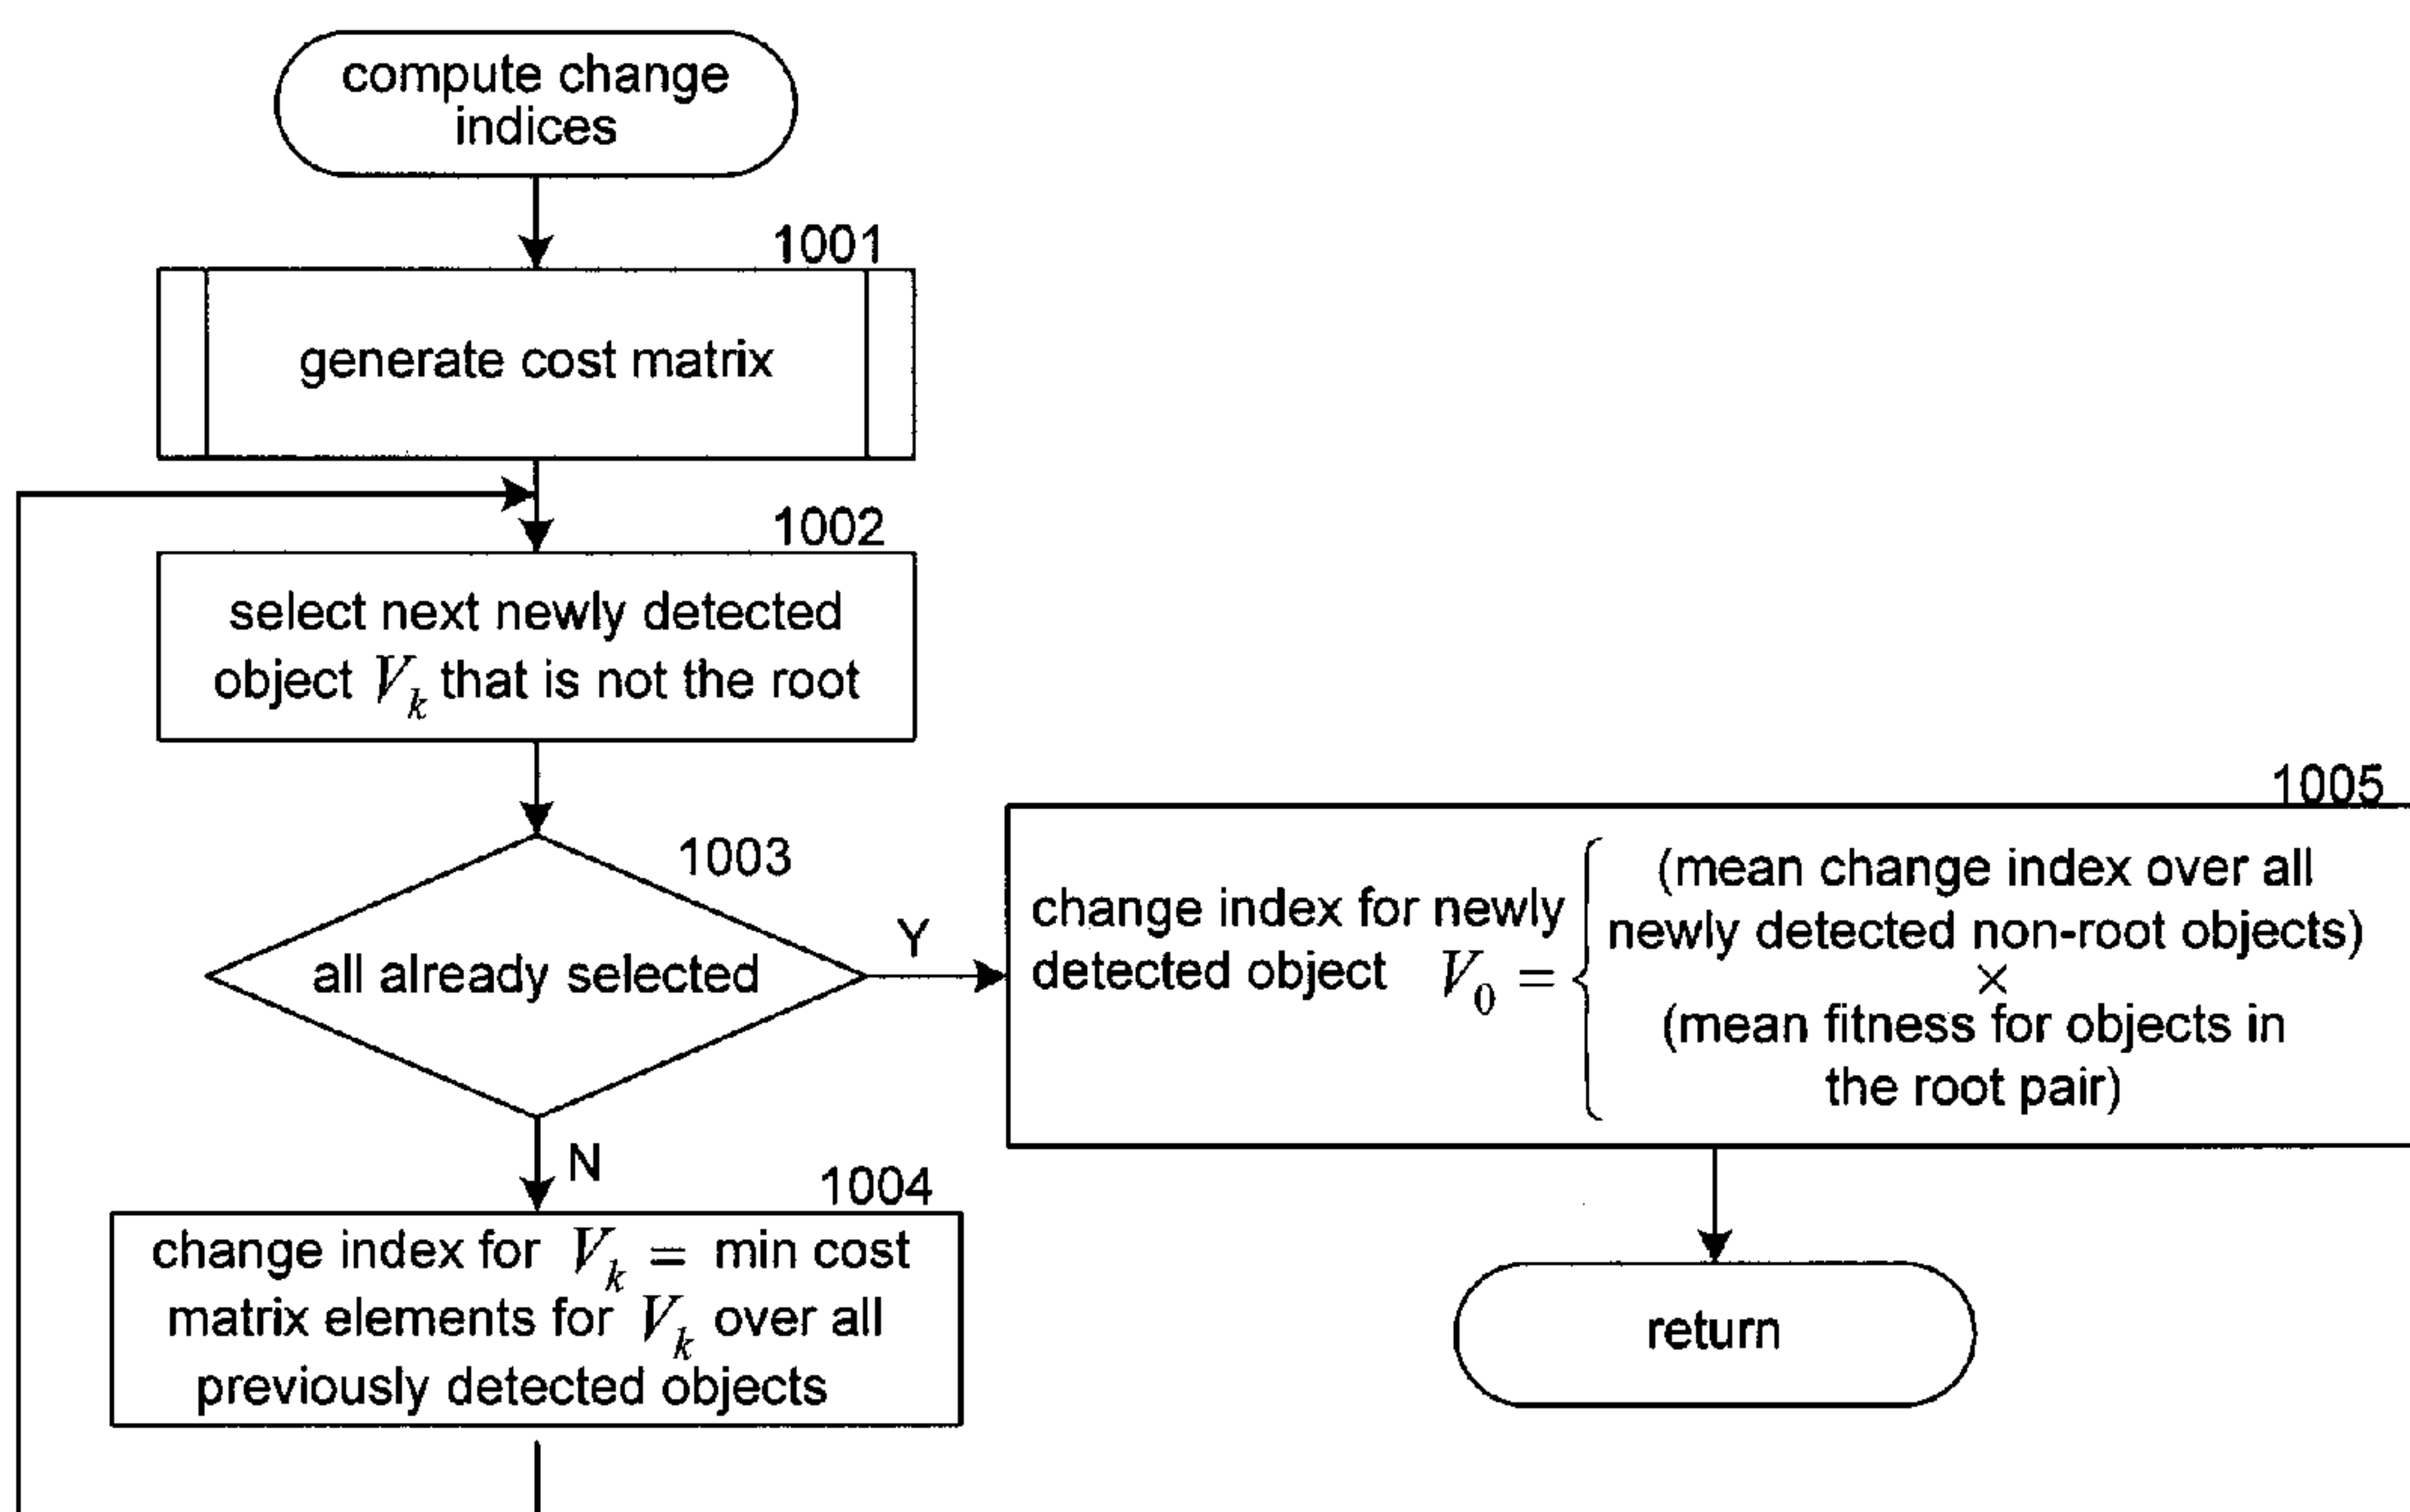 compute change
indices
1001
generate cost matrix
1002
select next newly detected
object V_k that is not the root
1003
all already selected
Y
N
1004
change index for V_k = min cost
matrix elements for V_k over all
previously detected objects
1005
change index for newly
detected object V_0 =
(mean change index over all
newly detected non-root objects)
×
(mean fitness for objects in
the root pair)
return